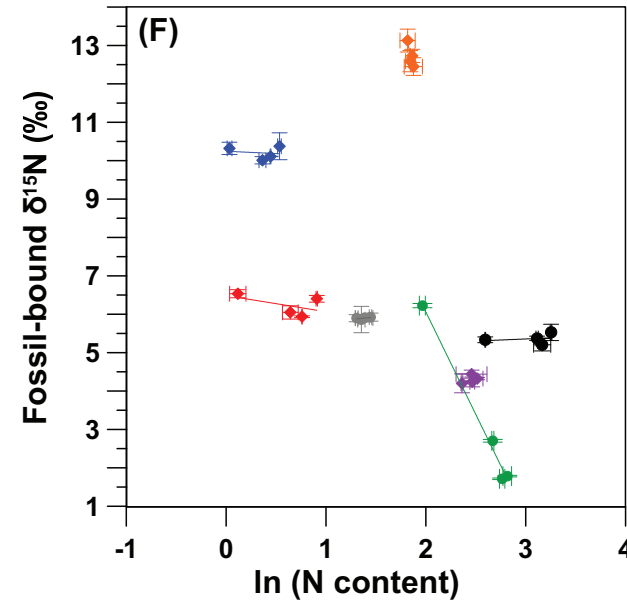 (F)
Fossil-bound δ¹⁵N (‰)
13
11
9
7
5
3
1
-1 0 1 2 3 4
ln (N content)